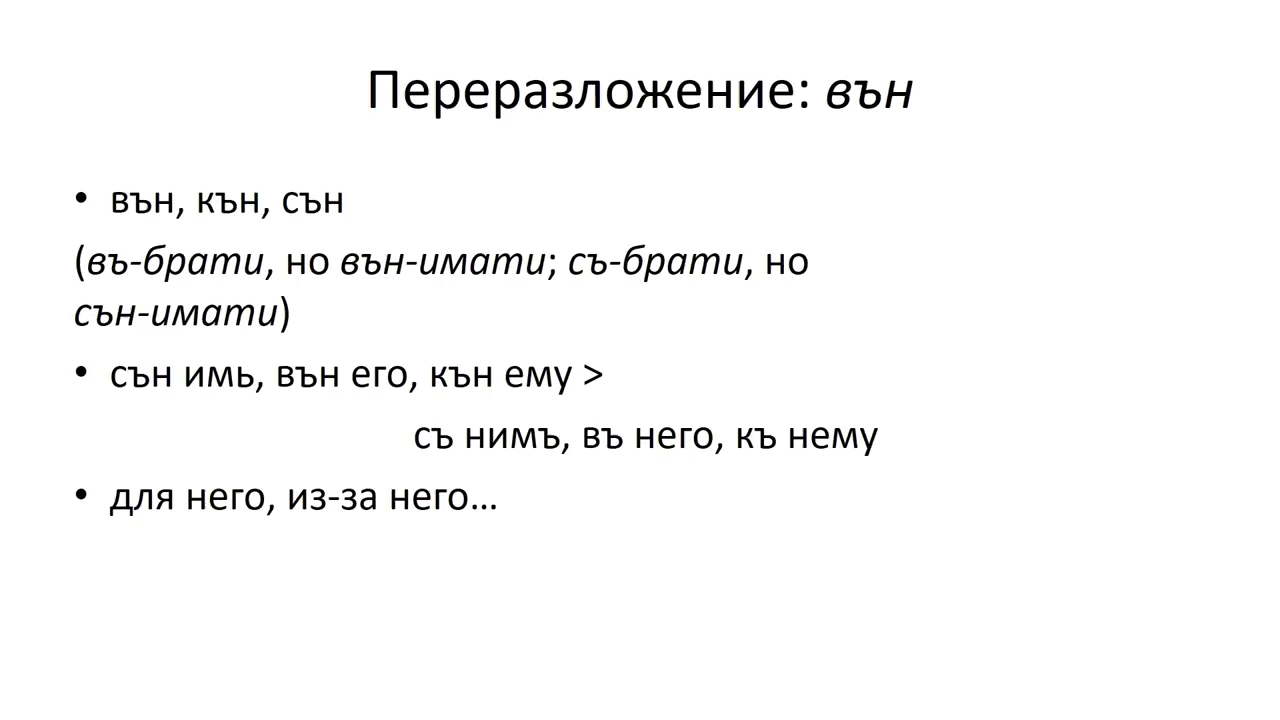 Переразложение: вън
• вън, кън, сън
(въ-брати, но вън-имати; съ-брати, но
сън-имати)
• сън имь, вън его, кън ему >
съ нимъ, въ него, къ нему
• для него, из-за него…